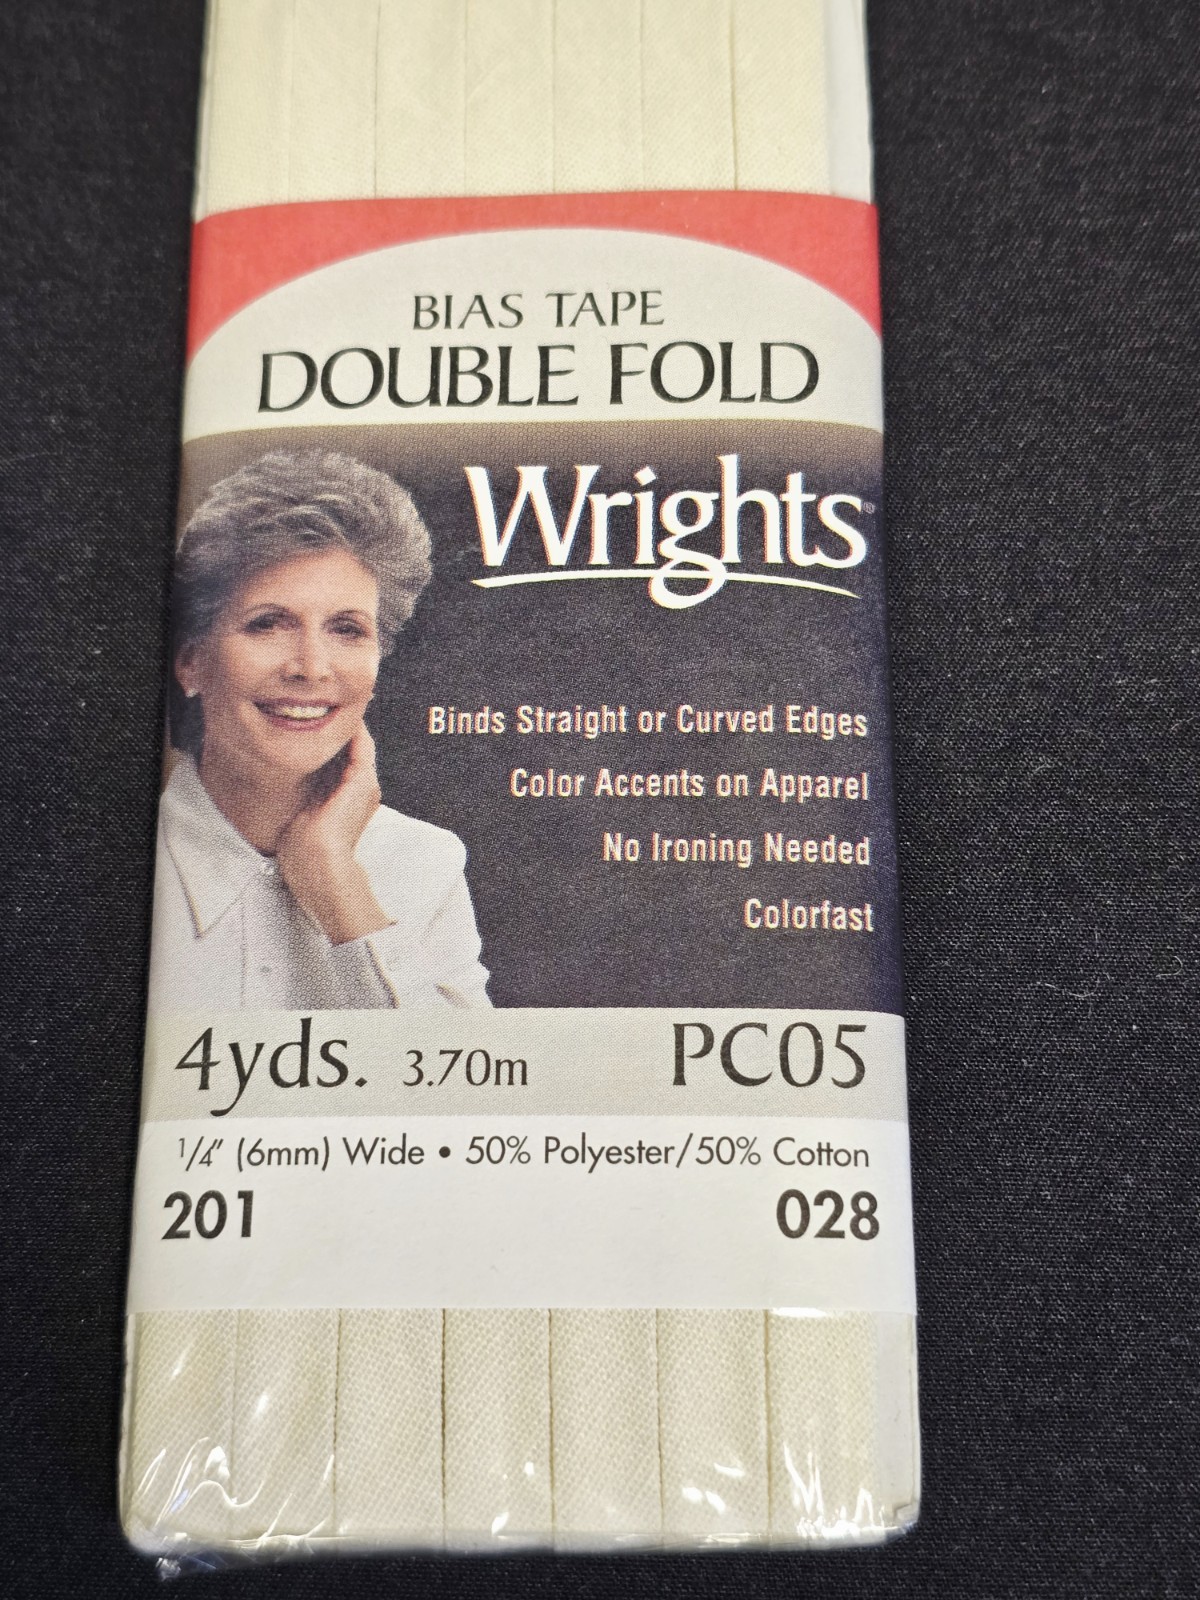 BIAS TAPE
DOUBLE FOLD
Wrights
Binds Straight or Curved Edges
Color Accents on Apparel
No Ironing Needed
Colorfast
4yds. 3.70m PC05
1/4" (6mm) Wide • 50% Polyester/50% Cotton
201 028